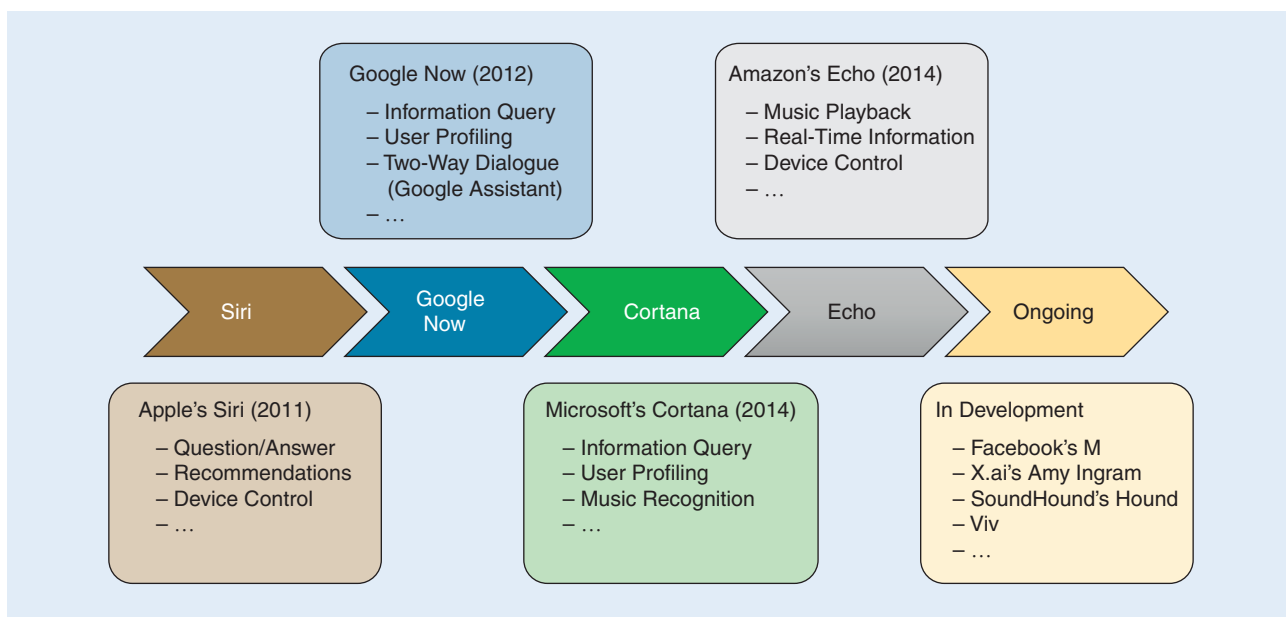 Google Now (2012)
– Information Query
– User Profiling
– Two-Way Dialogue
(Google Assistant)
– …
Amazon's Echo (2014)
– Music Playback
– Real-Time Information
– Device Control
– …
Siri
Google
Now
Cortana
Echo
Ongoing
Apple's Siri (2011)
– Question/Answer
– Recommendations
– Device Control
– …
Microsoft's Cortana (2014)
– Information Query
– User Profiling
– Music Recognition
– …
In Development
– Facebook's M
– X.ai's Amy Ingram
– SoundHound's Hound
– Viv
– …